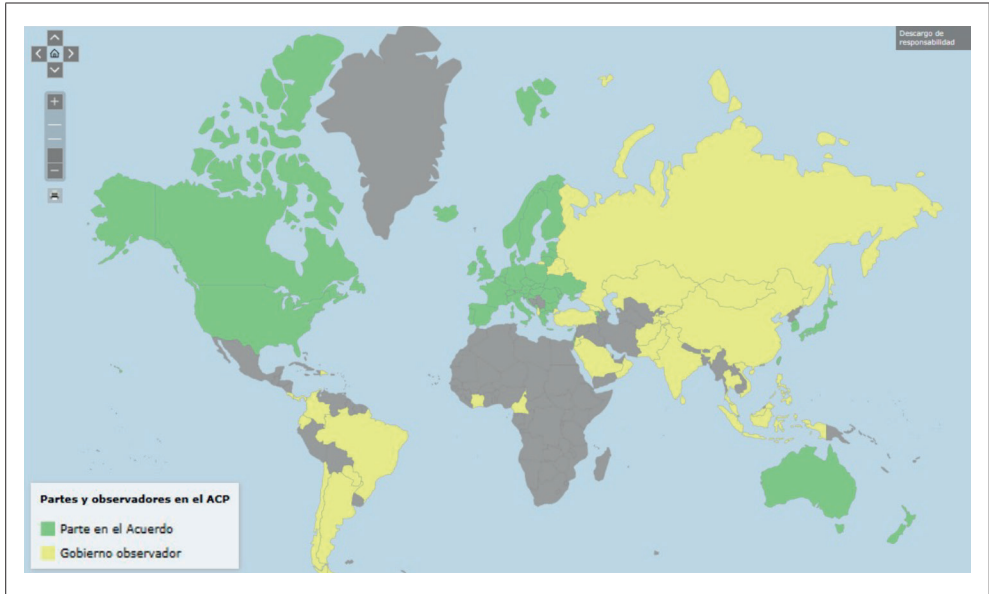 Descargo de
responsabilidad
Partes y observadores en el ACP
Parte en el Acuerdo
Gobierno observador